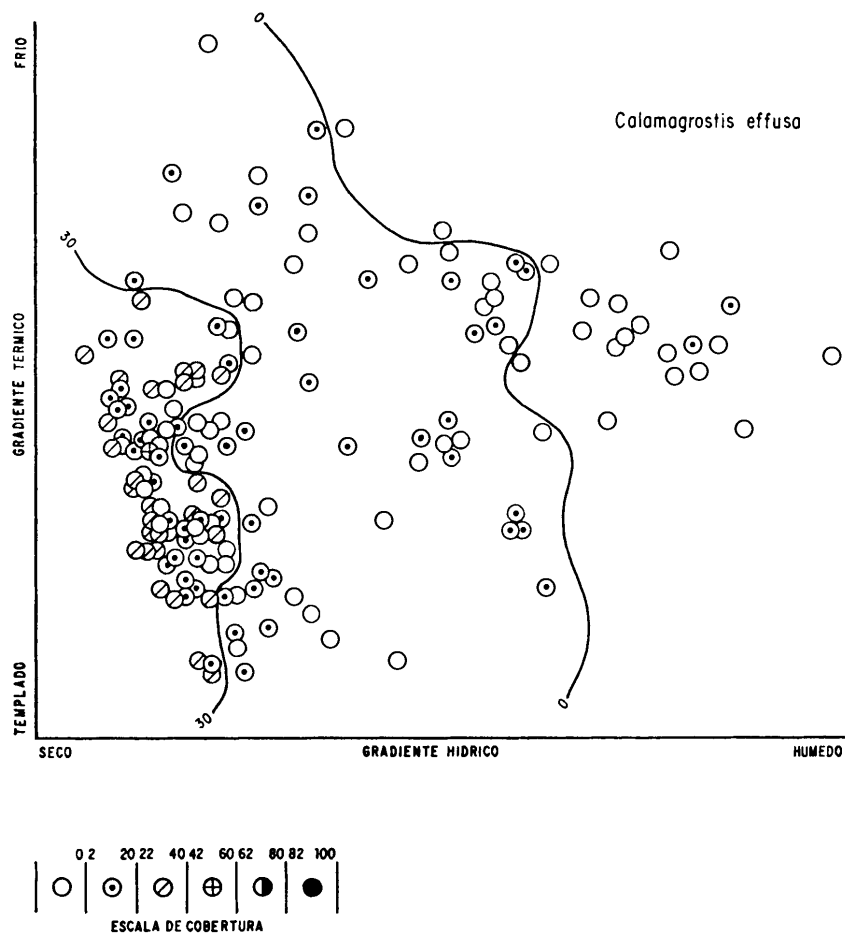 0
FRIO
Calamagrostis effusa
30
GRADIENTE TERMICO
TEMPLADO
30
0
SECO GRADIENTE HIDRICO HUMEDO
0 2 20 22 40 42 60 62 80 82 100
ESCALA DE COBERTURA